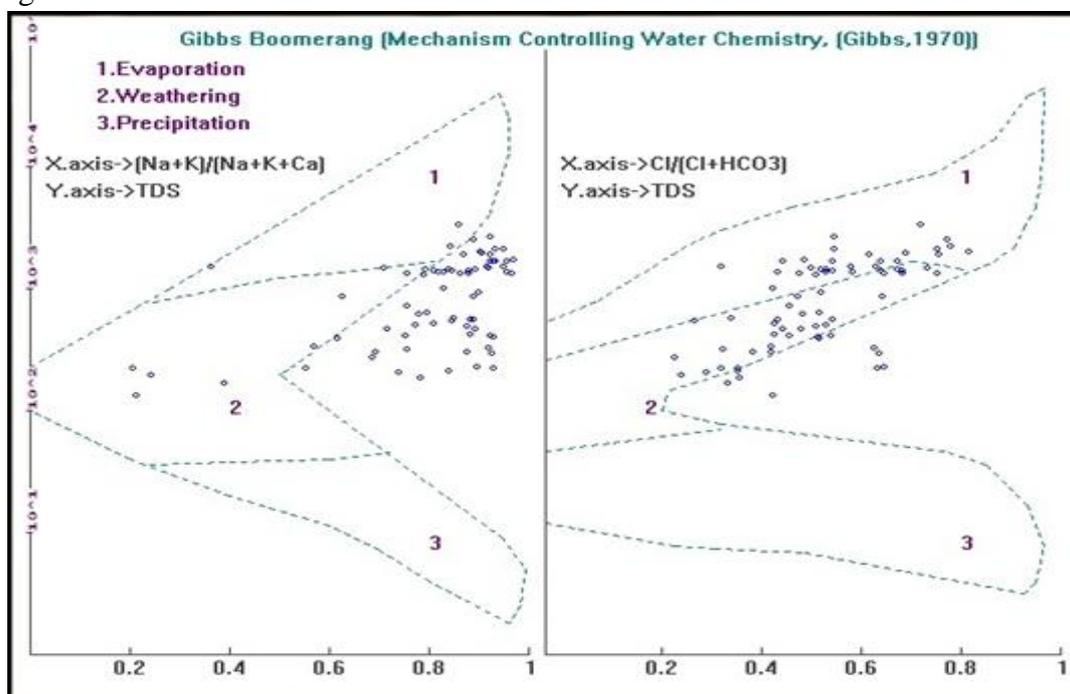 Gibbs Boomerang (Mechanism Controlling Water Chemistry, (Gibbs,1970))
1.Evaporation
2.Weathering
3.Precipitation
X.axis->(Na+K)/(Na+K+Ca)
Y.axis->TDS
1
2
3
10^4
10^3
10^2
10^1
0.2
0.4
0.6
0.8
1
X.axis->Cl/(Cl+HCO3)
Y.axis->TDS
1
2
3
0.2
0.4
0.6
0.8
1